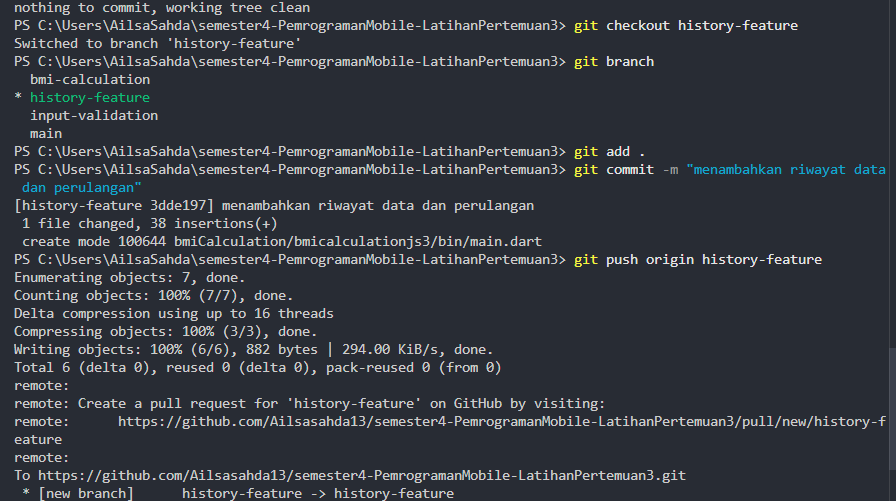 nothing to commit, working tree clean
PS C:\Users\AilsaSahda\semester4-PemrogramanMobile-LatihanPertemuan3> git checkout history-feature
Switched to branch 'history-feature'
PS C:\Users\AilsaSahda\semester4-PemrogramanMobile-LatihanPertemuan3> git branch
  bmi-calculation
* history-feature
  input-validation
  main
PS C:\Users\AilsaSahda\semester4-PemrogramanMobile-LatihanPertemuan3> git add .
PS C:\Users\AilsaSahda\semester4-PemrogramanMobile-LatihanPertemuan3> git commit -m "menambahkan riwayat data
 dan perulangan"
[history-feature 3dde197] menambahkan riwayat data dan perulangan
 1 file changed, 38 insertions(+)
 create mode 100644 bmiCalculation/bmicalculationjs3/bin/main.dart
PS C:\Users\AilsaSahda\semester4-PemrogramanMobile-LatihanPertemuan3> git push origin history-feature
Enumerating objects: 7, done.
Counting objects: 100% (7/7), done.
Delta compression using up to 16 threads
Compressing objects: 100% (3/3), done.
Writing objects: 100% (6/6), 882 bytes | 294.00 KiB/s, done.
Total 6 (delta 0), reused 0 (delta 0), pack-reused 0 (from 0)
remote:
remote: Create a pull request for 'history-feature' on GitHub by visiting:
remote:      https://github.com/Ailsasahda13/semester4-PemrogramanMobile-LatihanPertemuan3/pull/new/history-f
eature
remote:
To https://github.com/Ailsasahda13/semester4-PemrogramanMobile-LatihanPertemuan3.git
 * [new branch]      history-feature -> history-feature